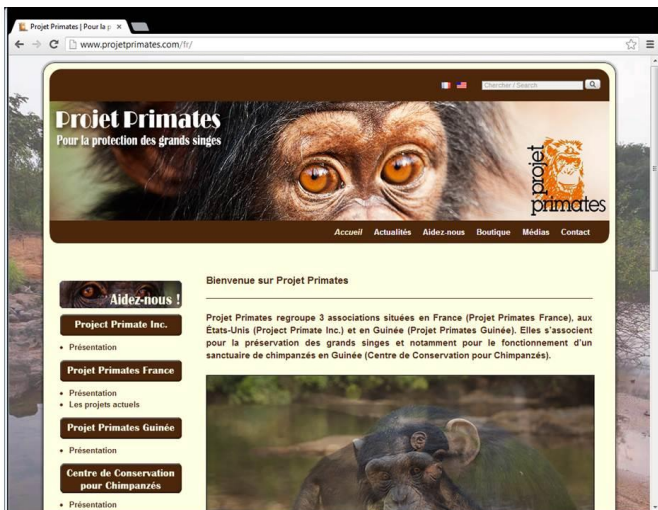 Projet Primates | Pour la p
www.projetprimates.com/fr/
Chercher / Search
Projet Primates
Pour la protection des grands singes
projet
primates
Accueil Actualités Aidez-nous Boutique Médias Contact
Aidez-nous !
Project Primate Inc.
Présentation
Projet Primates France
Présentation
Les projets actuels
Projet Primates Guinée
Présentation
Centre de Conservation
pour Chimpanzés
Présentation
Bienvenue sur Projet Primates
Projet Primates regroupe 3 associations situées en France (Projet Primates France), aux
États-Unis (Project Primate Inc.) et en Guinée (Projet Primates Guinée). Elles s'associent
pour la préservation des grands singes et notamment pour le fonctionnement d'un
sanctuaire de chimpanzés en Guinée (Centre de Conservation pour Chimpanzés).